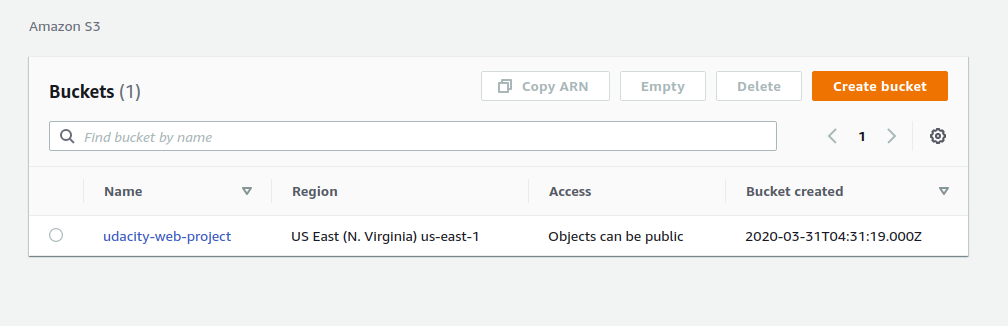 Amazon S3
Buckets (1)
Copy ARN
Empty
Delete
Create bucket
Find bucket by name
1
Name Region Access Bucket created
udacity-web-project US East (N. Virginia) us-east-1 Objects can be public 2020-03-31T04:31:19.000Z